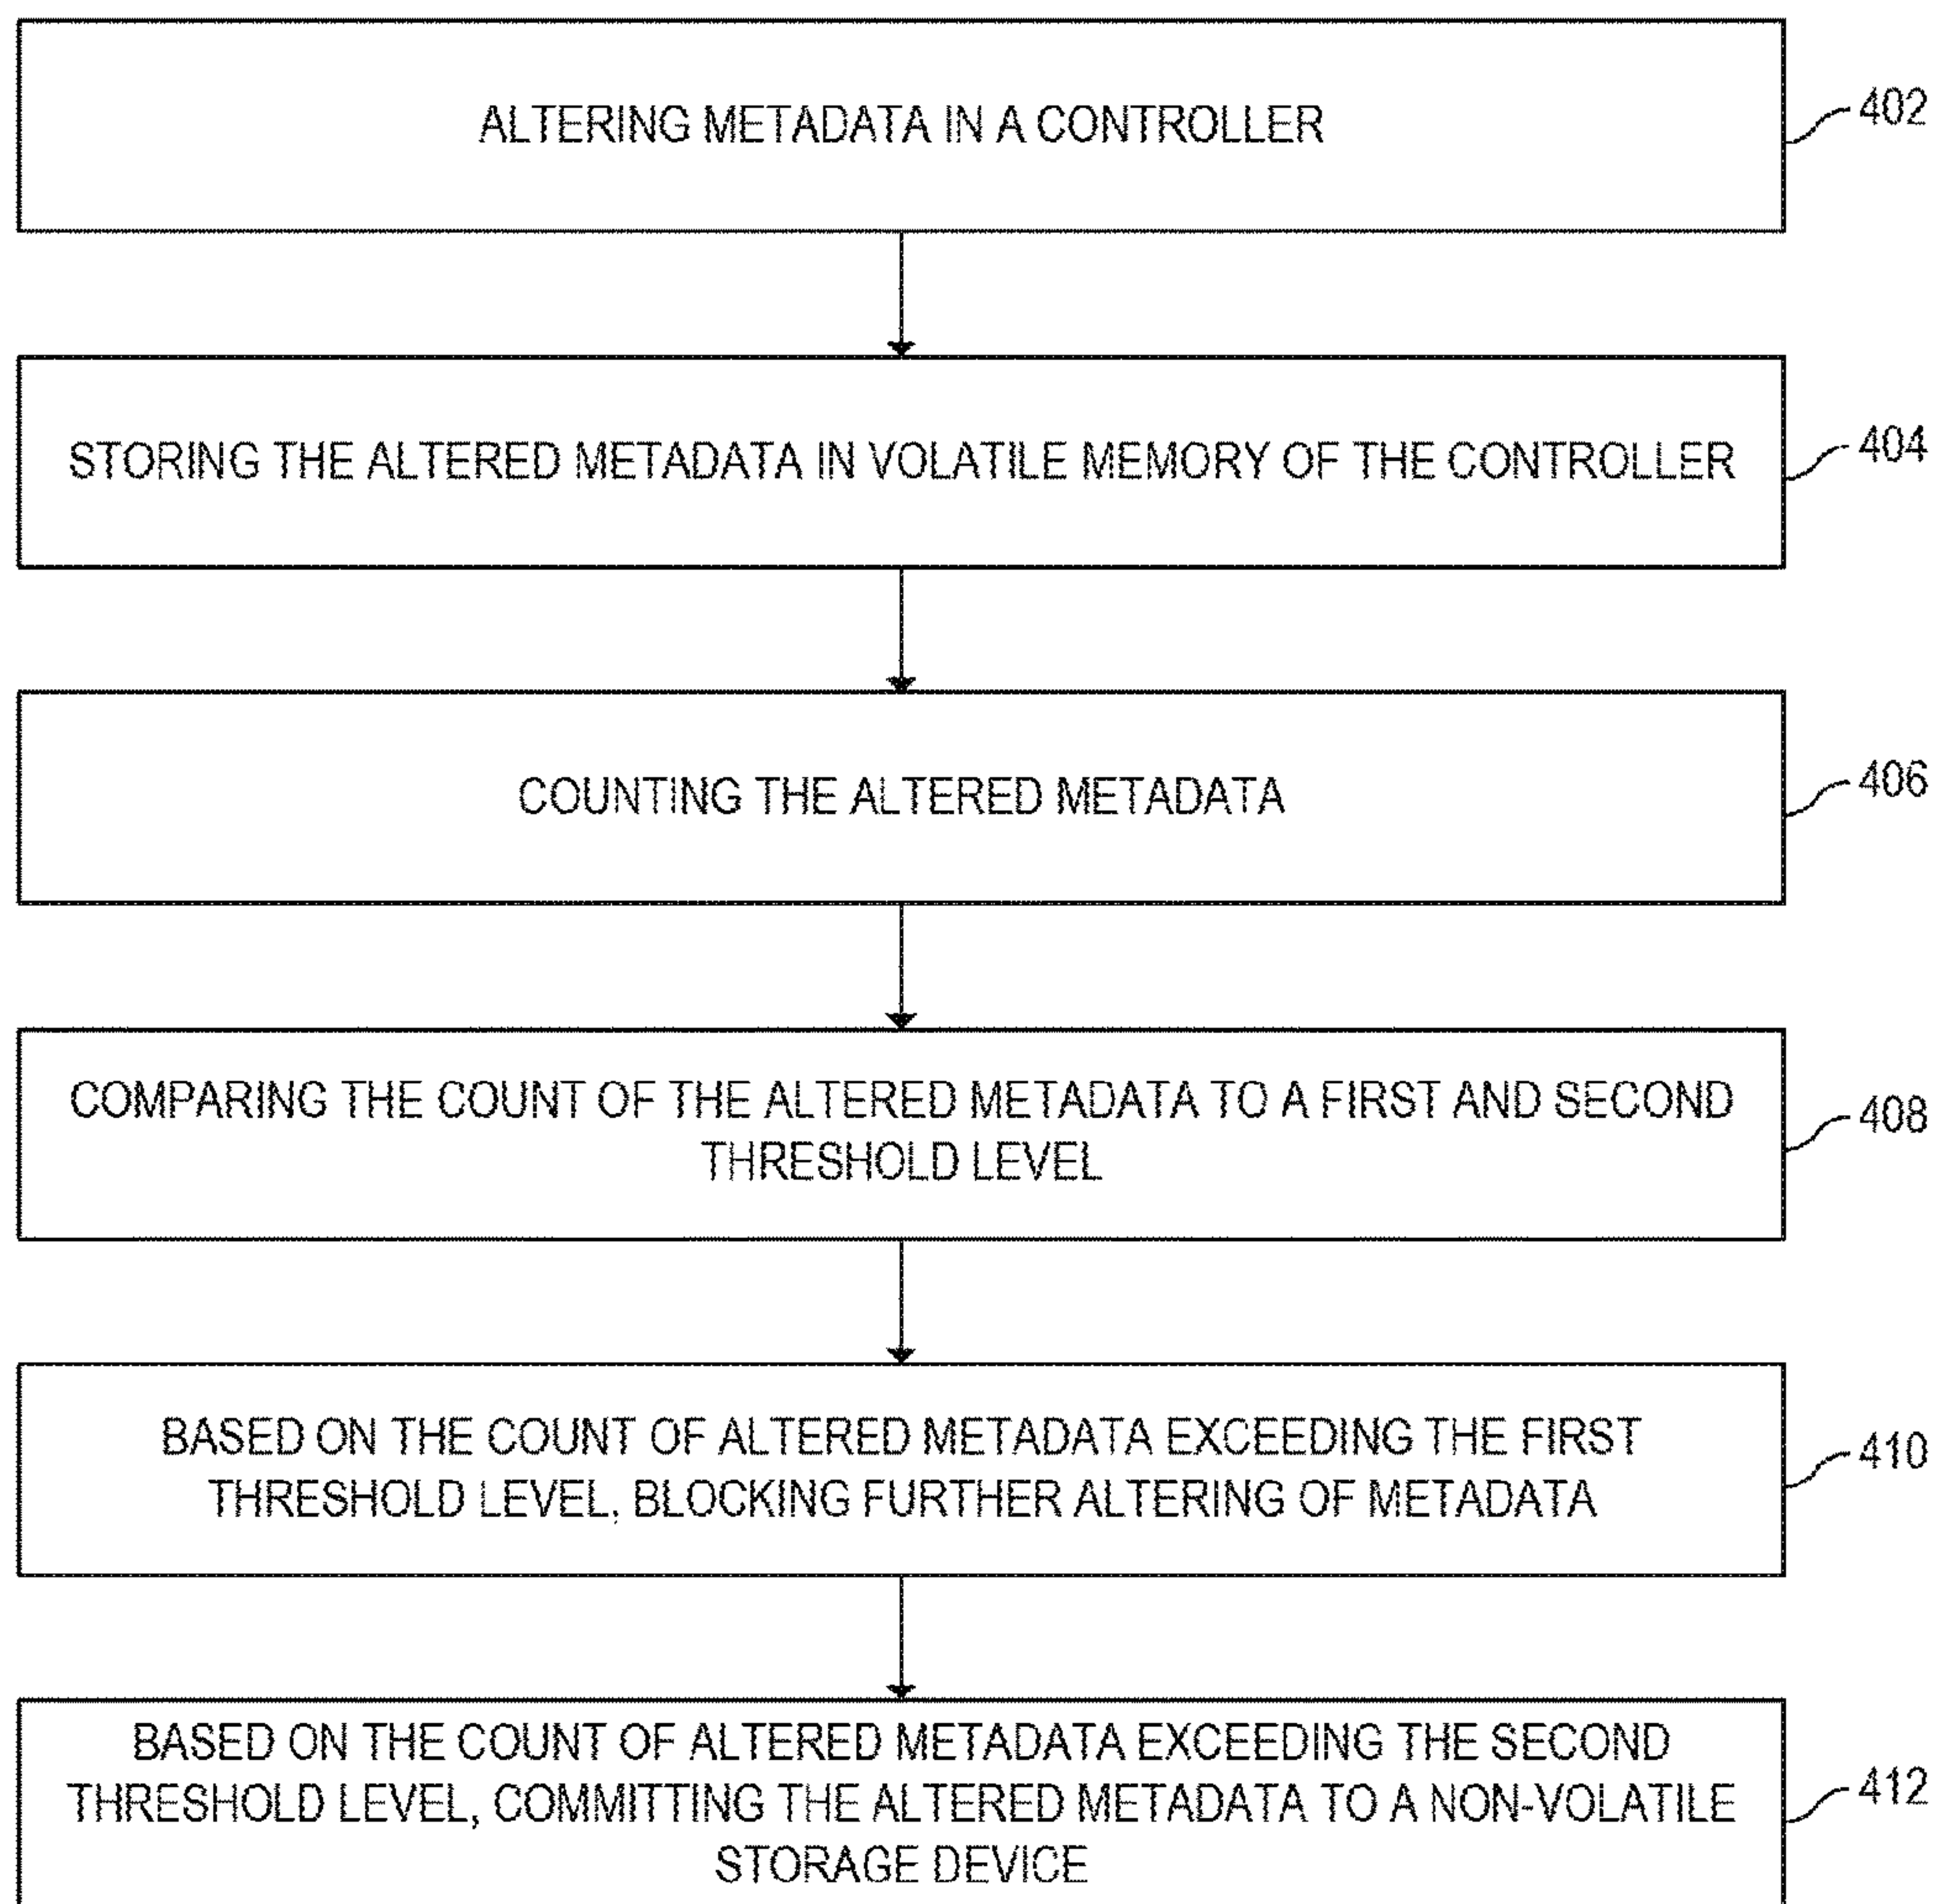 ALTERING METADATA IN A CONTROLLER
402
STORING THE ALTERED METADATA IN VOLATILE MEMORY OF THE CONTROLLER
404
COUNTING THE ALTERED METADATA
406
COMPARING THE COUNT OF THE ALTERED METADATA TO A FIRST AND SECOND
THRESHOLD LEVEL
408
BASED ON THE COUNT OF ALTERED METADATA EXCEEDING THE FIRST
THRESHOLD LEVEL, BLOCKING FURTHER ALTERING OF METADATA
410
BASED ON THE COUNT OF ALTERED METADATA EXCEEDING THE SECOND
THRESHOLD LEVEL, COMMITTING THE ALTERED METADATA TO A NON-VOLATILE
STORAGE DEVICE
412